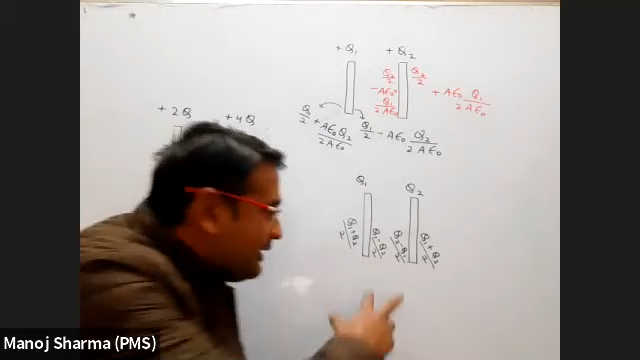 + Q₁ + Q₂
Q₂/2 Q₂/2
- Aε₀ Q₁/2Aε₀ + Aε₀ Q₁/2Aε₀
Q₁/2 + Aε₀Q₂/2Aε₀ Q₁/2 - Aε₀ Q₂/2Aε₀
+ 2Q + 4Q
Q₁ Q₂
Q₁+Q₂/2 Q₁-Q₂/2 Q₂-Q₁/2 Q₁+Q₂/2
Manoj Sharma (PMS)